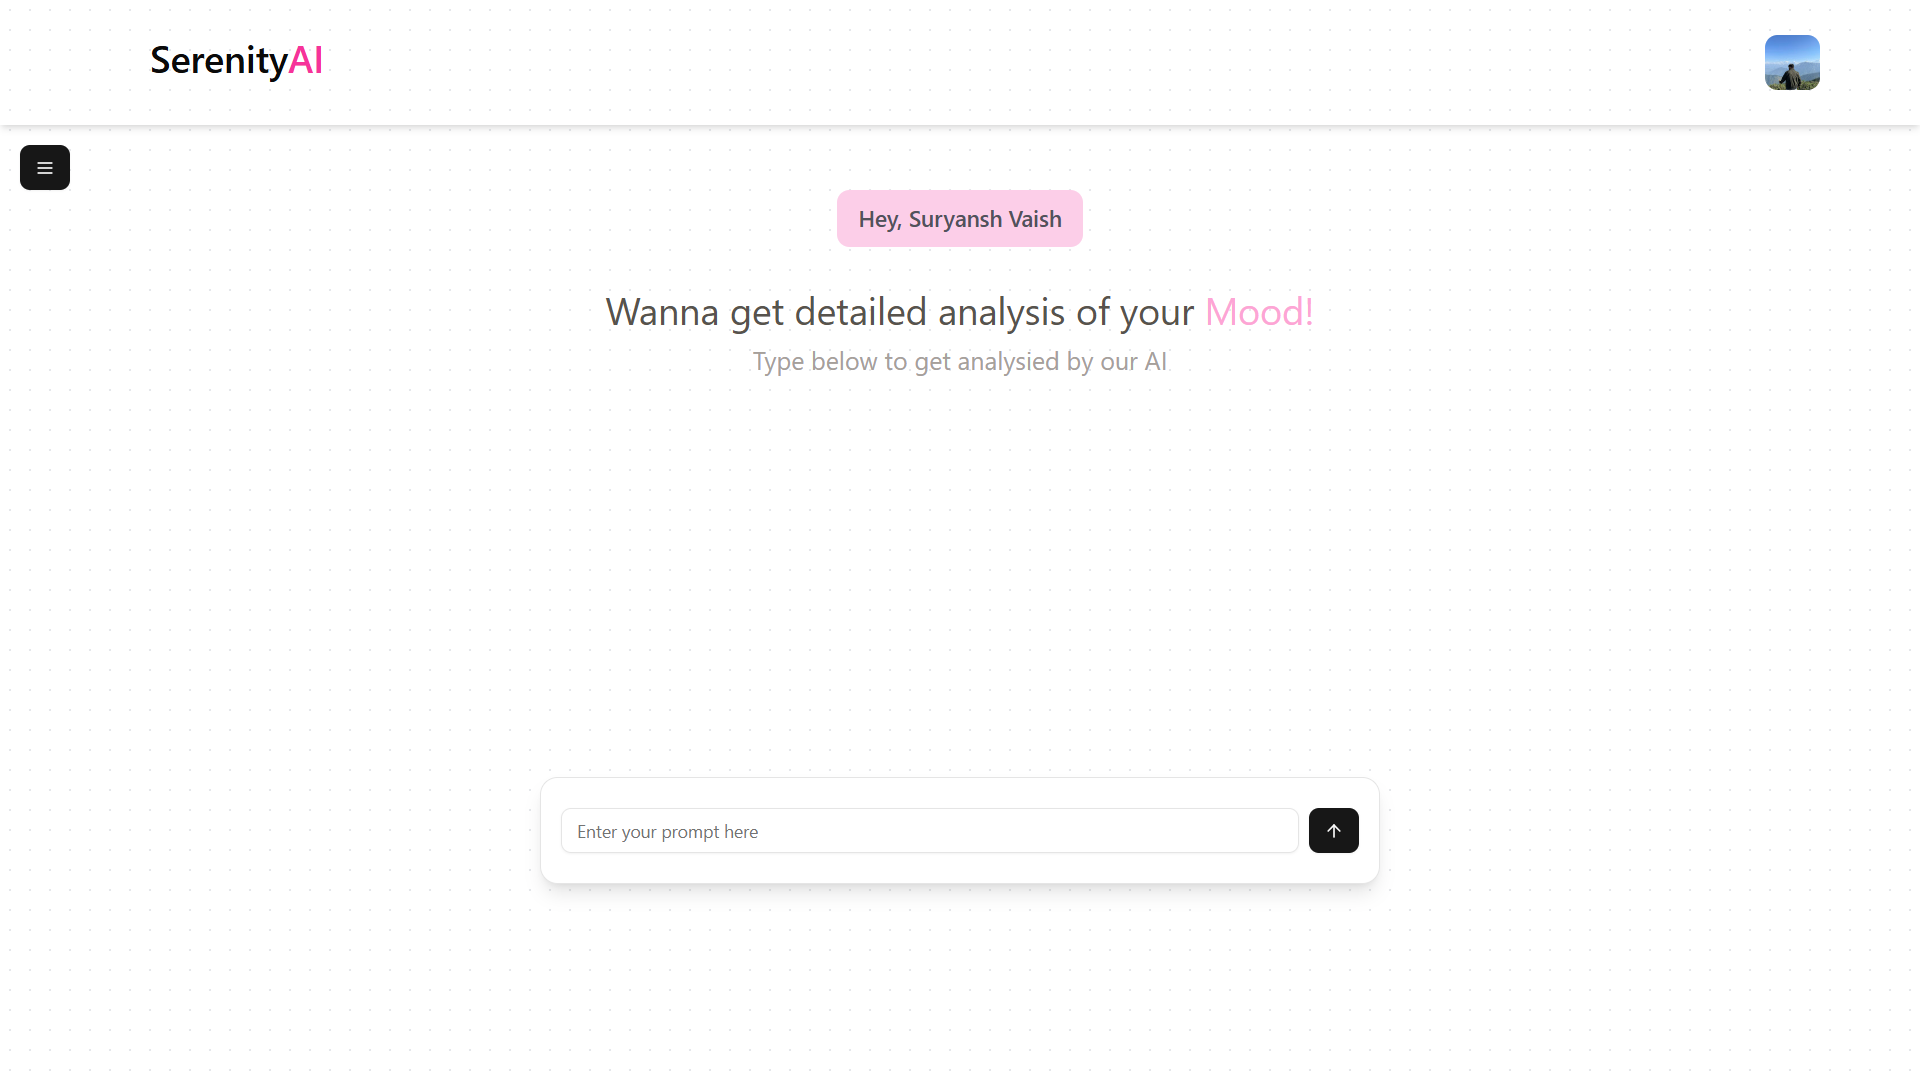 SerenityAI
Hey, Suryansh Vaish
Wanna get detailed analysis of your Mood!
Type below to get analysied by our AI
Enter your prompt here